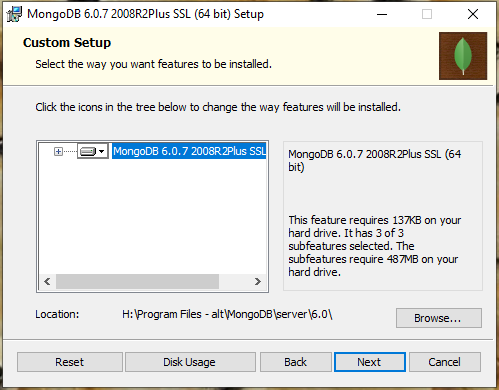 MongoDB 6.0.7 2008R2Plus SSL (64 bit) Setup
Custom Setup
Select the way you want features to be installed.
Click the icons in the tree below to change the way features will be installed.
MongoDB 6.0.7 2008R2Plus SSL
MongoDB 6.0.7 2008R2Plus SSL (64
bit)
This feature requires 137KB on your
hard drive. It has 3 of 3
subfeatures selected. The
subfeatures require 487MB on your
hard drive.
Location: H:\Program Files - alt\MongoDB\server\6.0\
Browse...
Reset Disk Usage Back Next Cancel